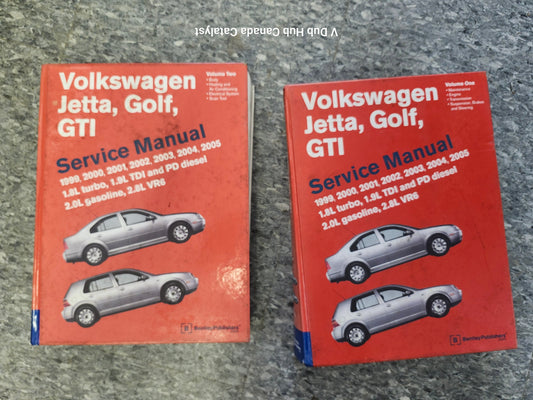 V Dub Hub Canada Catalyst
Volkswagen
Jetta, Golf,
GTI
Volume Two
• Body
• Heating and
Air Conditioning
• Electrical System
• Scan Tool
Service Manual
1999, 2000, 2001, 2002, 2003, 2004, 2005
1.8L turbo, 1.9L TDI and PD diesel
2.0L gasoline, 2.8L VR6
B
Bentley Publishers
Volkswagen
Jetta, Golf,
GTI
Volume One
• Maintenance
• Engine
• Transmission
• Suspension, Brakes
and Steering
Service Manual
1999, 2000, 2001, 2002, 2003, 2004, 2005
1.8L turbo, 1.9L TDI and PD diesel
2.0L gasoline, 2.8L VR6
B
BentleyPublishers